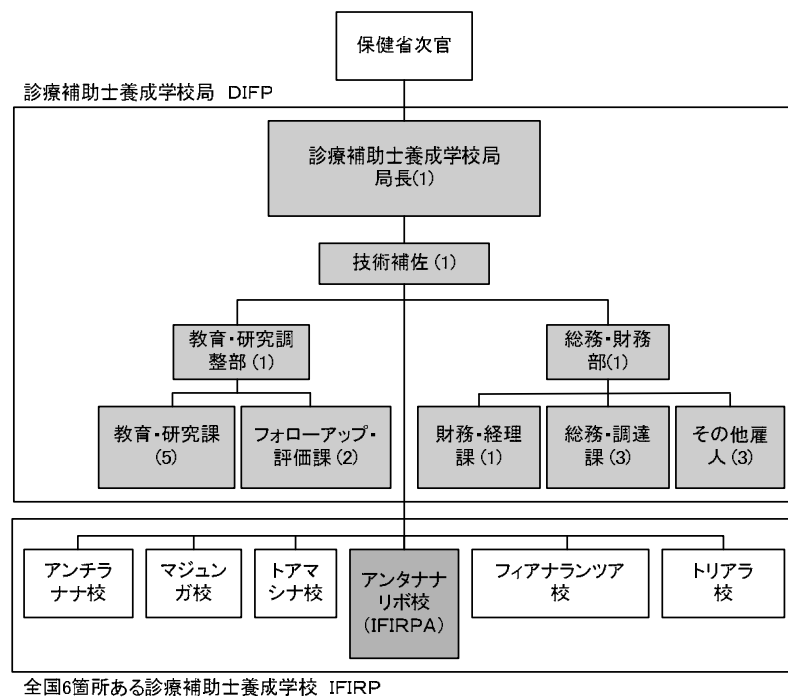 保健省次官
診療補助士養成学校局 DIFP
診療補助士養成学校局
局長(1)
技術補佐(1)
教育・研究調
整部(1)
総務・財務
部(1)
教育・研究課
(5)
フォローアップ・
評価課(2)
財務・経理
課(1)
総務・調達
課(3)
その他雇
人(3)
アンチラ
ナナ校
マジュン
ガ校
トアマ
シナ校
アンタナナ
リボ校
(IFIRPA)
フィアナランツア
校
トリアラ
校
全国6箇所ある診療補助士養成学校 IFIRP